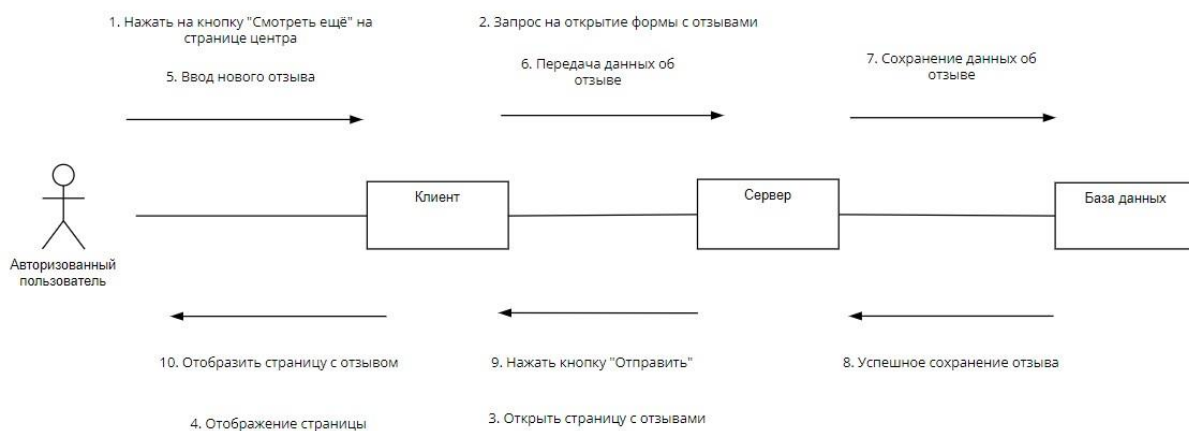 1. Нажать на кнопку "Смотреть ещё" на
странице центра
2. Запрос на открытие формы с отзывами
5. Ввод нового отзыва
6. Передача данных об
отзыве
7. Сохранение данных об
отзыве
Клиент
Сервер
База данных
Авторизованный
пользователь
10. Отобразить страницу с отзывом
9. Нажать кнопку "Отправить"
8. Успешное сохранение отзыва
4. Отображение страницы
3. Открыть страницу с отзывами